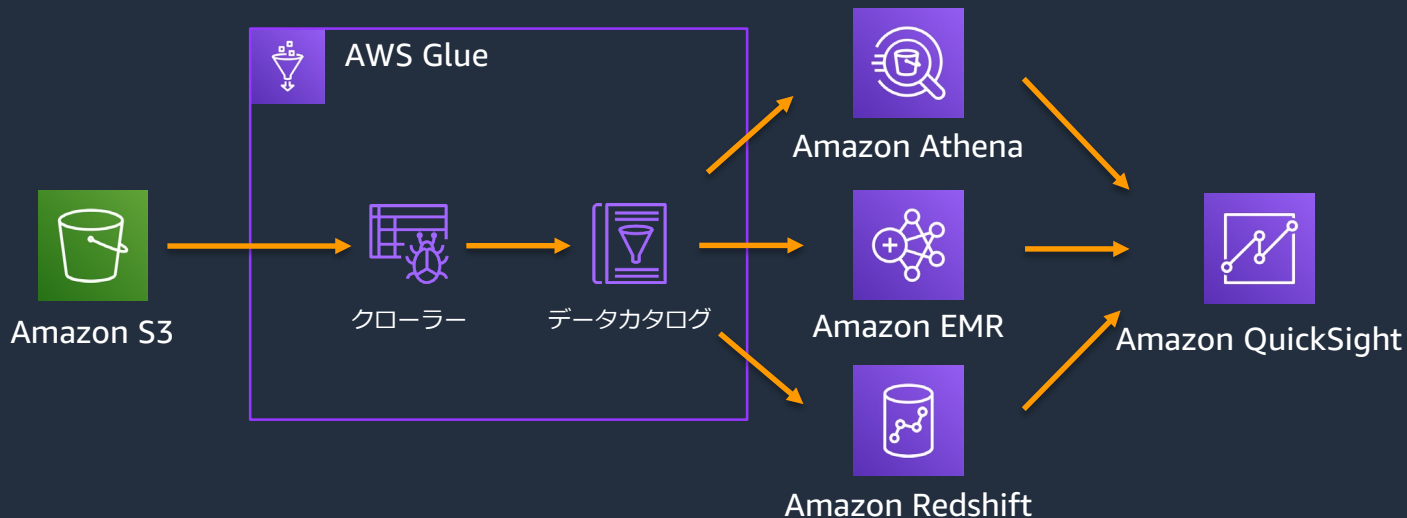 AWS Glue
Amazon Athena
Amazon S3
クローラー
データカタログ
Amazon EMR
Amazon QuickSight
Amazon Redshift